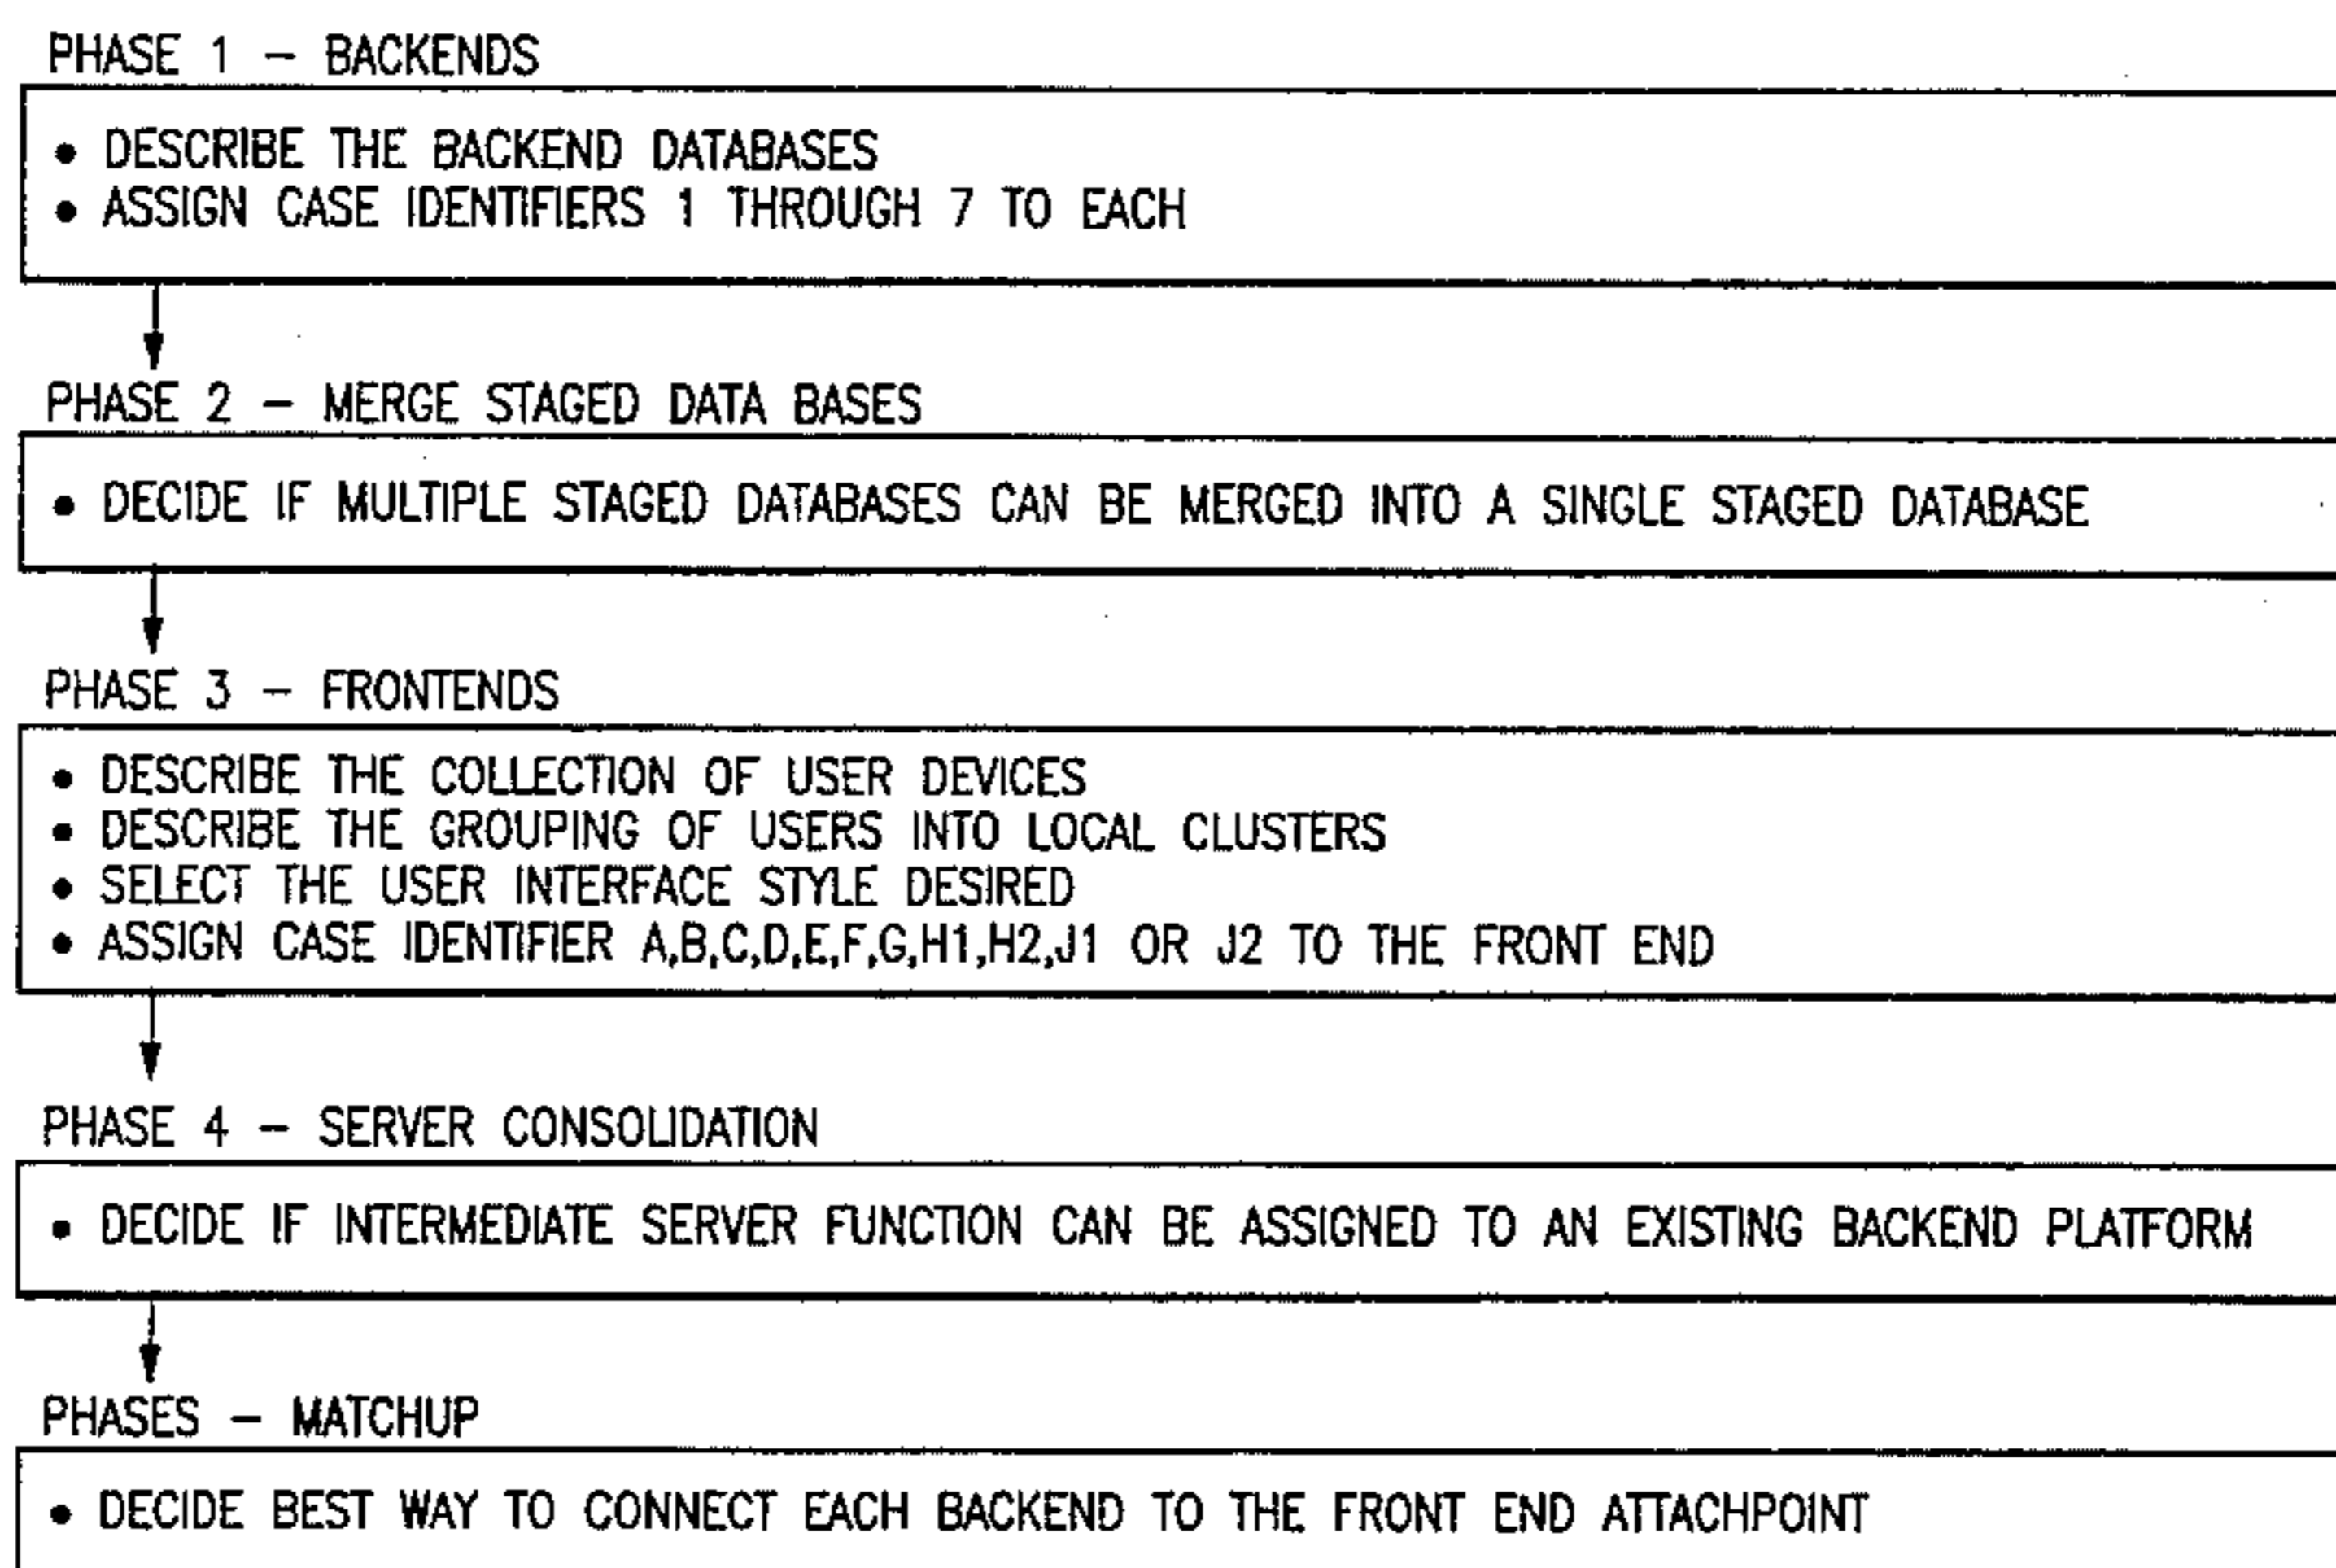 PHASE 1 – BACKENDS
• DESCRIBE THE BACKEND DATABASES
• ASSIGN CASE IDENTIFIERS 1 THROUGH 7 TO EACH
PHASE 2 – MERGE STAGED DATA BASES
• DECIDE IF MULTIPLE STAGED DATABASES CAN BE MERGED INTO A SINGLE STAGED DATABASE
PHASE 3 – FRONTENDS
• DESCRIBE THE COLLECTION OF USER DEVICES
• DESCRIBE THE GROUPING OF USERS INTO LOCAL CLUSTERS
• SELECT THE USER INTERFACE STYLE DESIRED
• ASSIGN CASE IDENTIFIER A,B,C,D,E,F,G,H1,H2,J1 OR J2 TO THE FRONT END
PHASE 4 – SERVER CONSOLIDATION
• DECIDE IF INTERMEDIATE SERVER FUNCTION CAN BE ASSIGNED TO AN EXISTING BACKEND PLATFORM
PHASES – MATCHUP
• DECIDE BEST WAY TO CONNECT EACH BACKEND TO THE FRONT END ATTACHPOINT